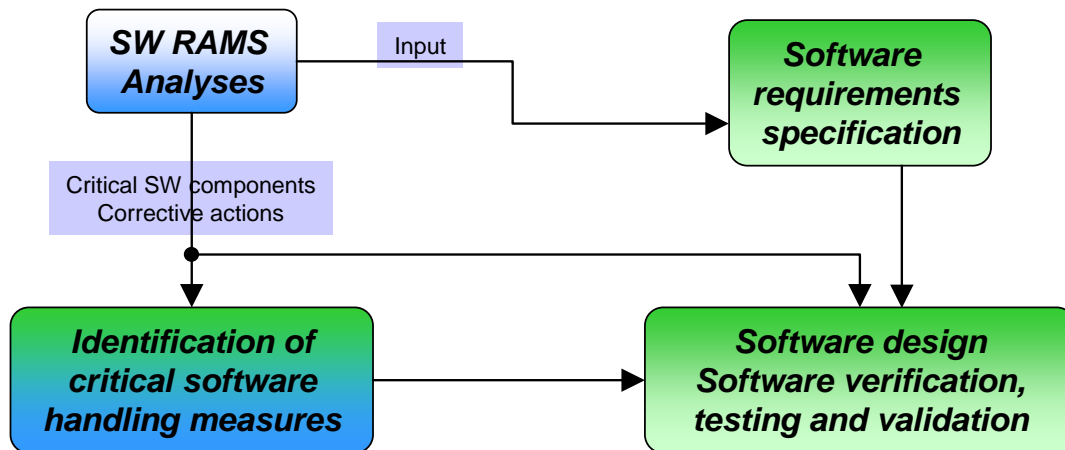 SW RAMS
Analyses
Input
Software
requirements
specification
Critical SW components
Corrective actions
Identification of
critical software
handling measures
Software design
Software verification,
testing and validation